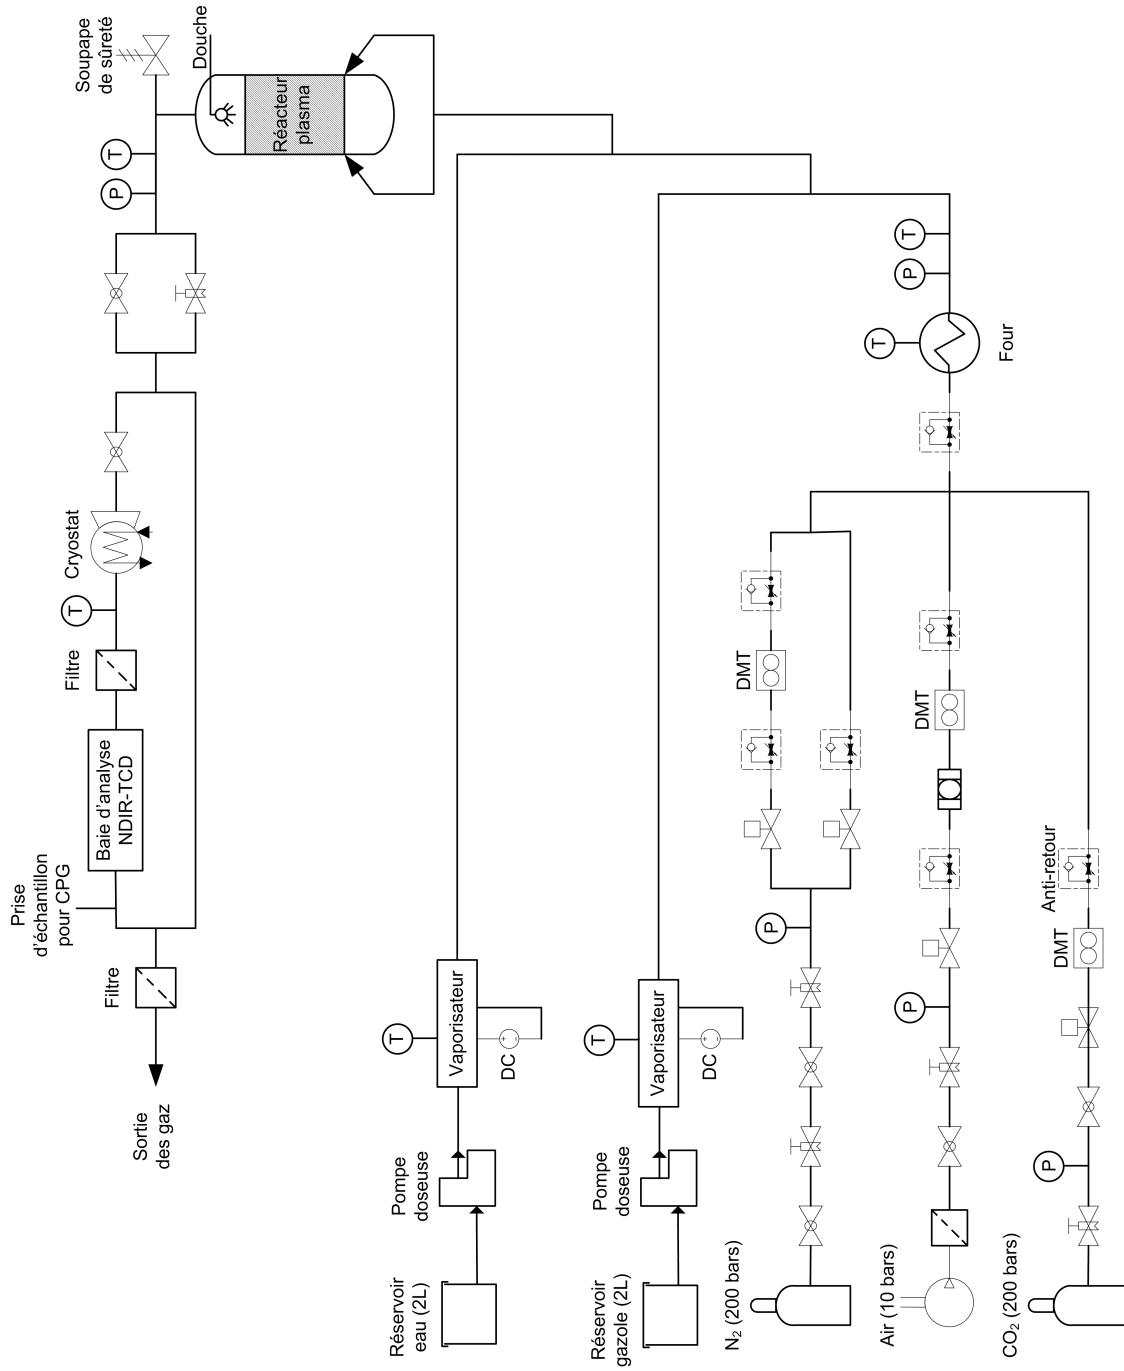 Soupape
de sûreté
Douche
Réacteur
plasma
T
P
Cryostat
T
Filtre
Baie d'analyse
NDIR-TCD
Prise
d'échantillon
pour CPG
Filtre
Sortie
des gaz
T
Vaporisateur
DC
Pompe
doseuse
Réservoir
eau (2L)
T
Vaporisateur
DC
Pompe
doseuse
Réservoir
gazole (2L)
T
P
T
Four
DMT
P
N2 (200 bars)
DMT
P
Air (10 bars)
Anti-retour
DMT
P
CO2 (200 bars)